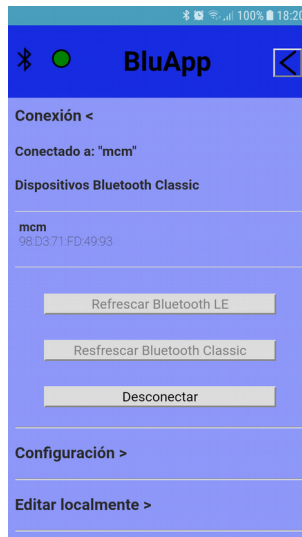 100% 18:20
BluApp
Conexión <
Conectado a: "mcm"
Dispositivos Bluetooth Classic
mcm
98:D3:71:FD:49:93
Refrescar Bluetooth LE
Resfrescar Bluetooth Classic
Desconectar
Configuración >
Editar localmente >